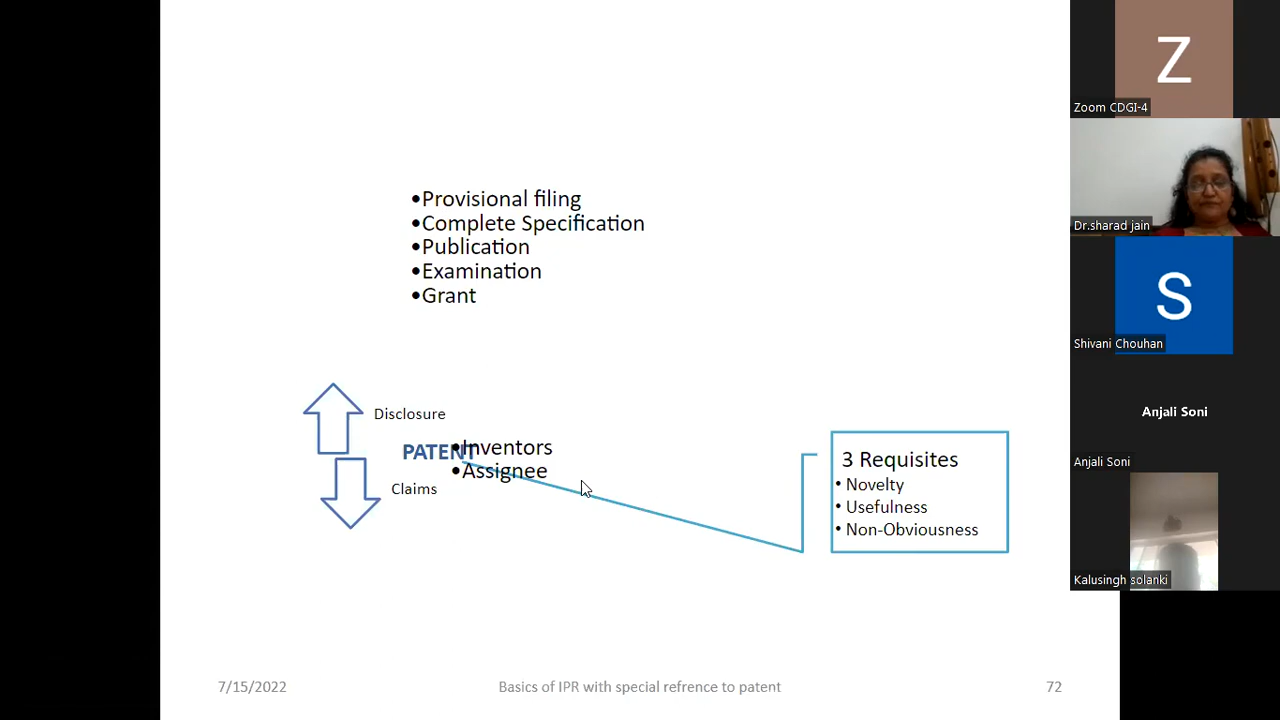 •Provisional filing
•Complete Specification
•Publication
•Examination
•Grant
Disclosure
PATENT
•Inventors
•Assignee
Claims
3 Requisites
• Novelty
• Usefulness
• Non-Obviousness
7/15/2022
Basics of IPR with special refrence to patent
72
Z
Zoom CDGI-4
Dr.sharad jain
S
Shivani Chouhan
Anjali Soni
Anjali Soni
Kalusingh solanki